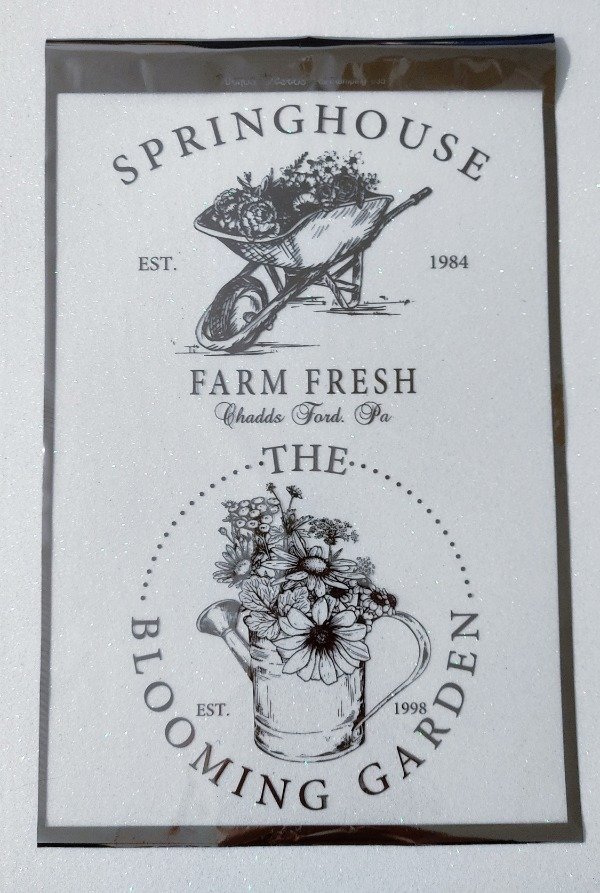 SPRINGHOUSE
EST. 1984
FARM FRESH
Chadds Ford. Pa
THE
BLOOMING GARDEN
EST. 1998